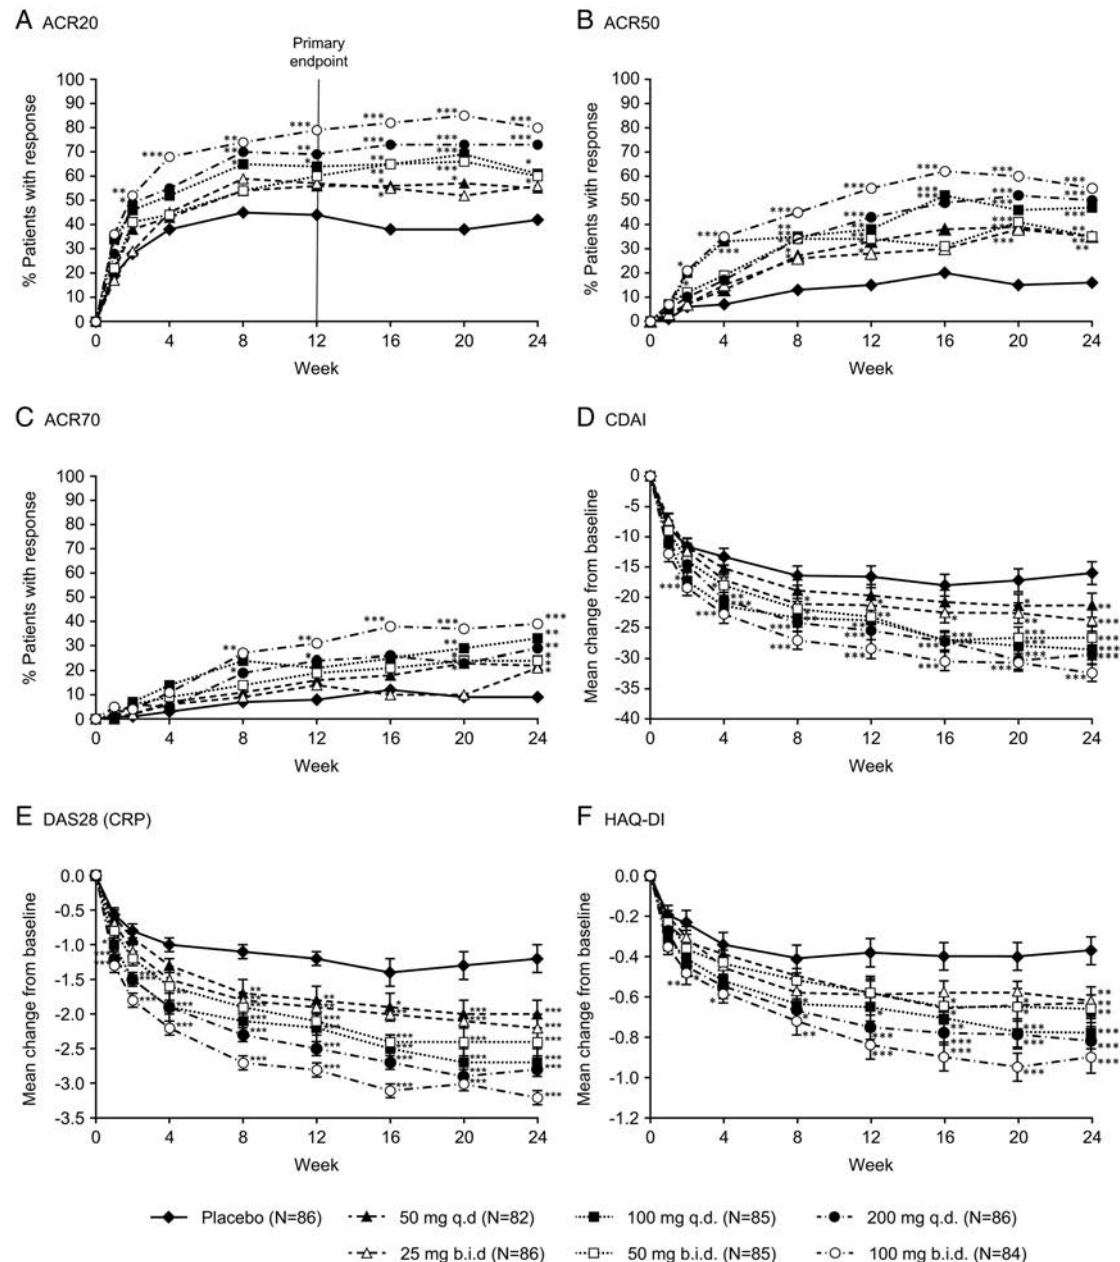 A ACR20
Primary
endpoint
% Patients with response
100
90
80
70
60
50
40
30
20
10
0
0 4 8 12 16 20 24
Week
B ACR50
% Patients with response
100
90
80
70
60
50
40
30
20
10
0
0 4 8 12 16 20 24
Week
C ACR70
% Patients with response
100
90
80
70
60
50
40
30
20
10
0
0 4 8 12 16 20 24
Week
D CDAI
Mean change from baseline
0
-5
-10
-15
-20
-25
-30
-35
-40
0 4 8 12 16 20 24
Week
E DAS28 (CRP)
Mean change from baseline
0.0
-0.5
-1.0
-1.5
-2.0
-2.5
-3.0
-3.5
0 4 8 12 16 20 24
Week
F HAQ-DI
Mean change from baseline
0.0
-0.2
-0.4
-0.6
-0.8
-1.0
-1.2
0 4 8 12 16 20 24
Week
Placebo (N=86) 50 mg q.d (N=82) 100 mg q.d. (N=85) 200 mg q.d. (N=86)
25 mg b.i.d (N=86) 50 mg b.i.d. (N=85) 100 mg b.i.d. (N=84)